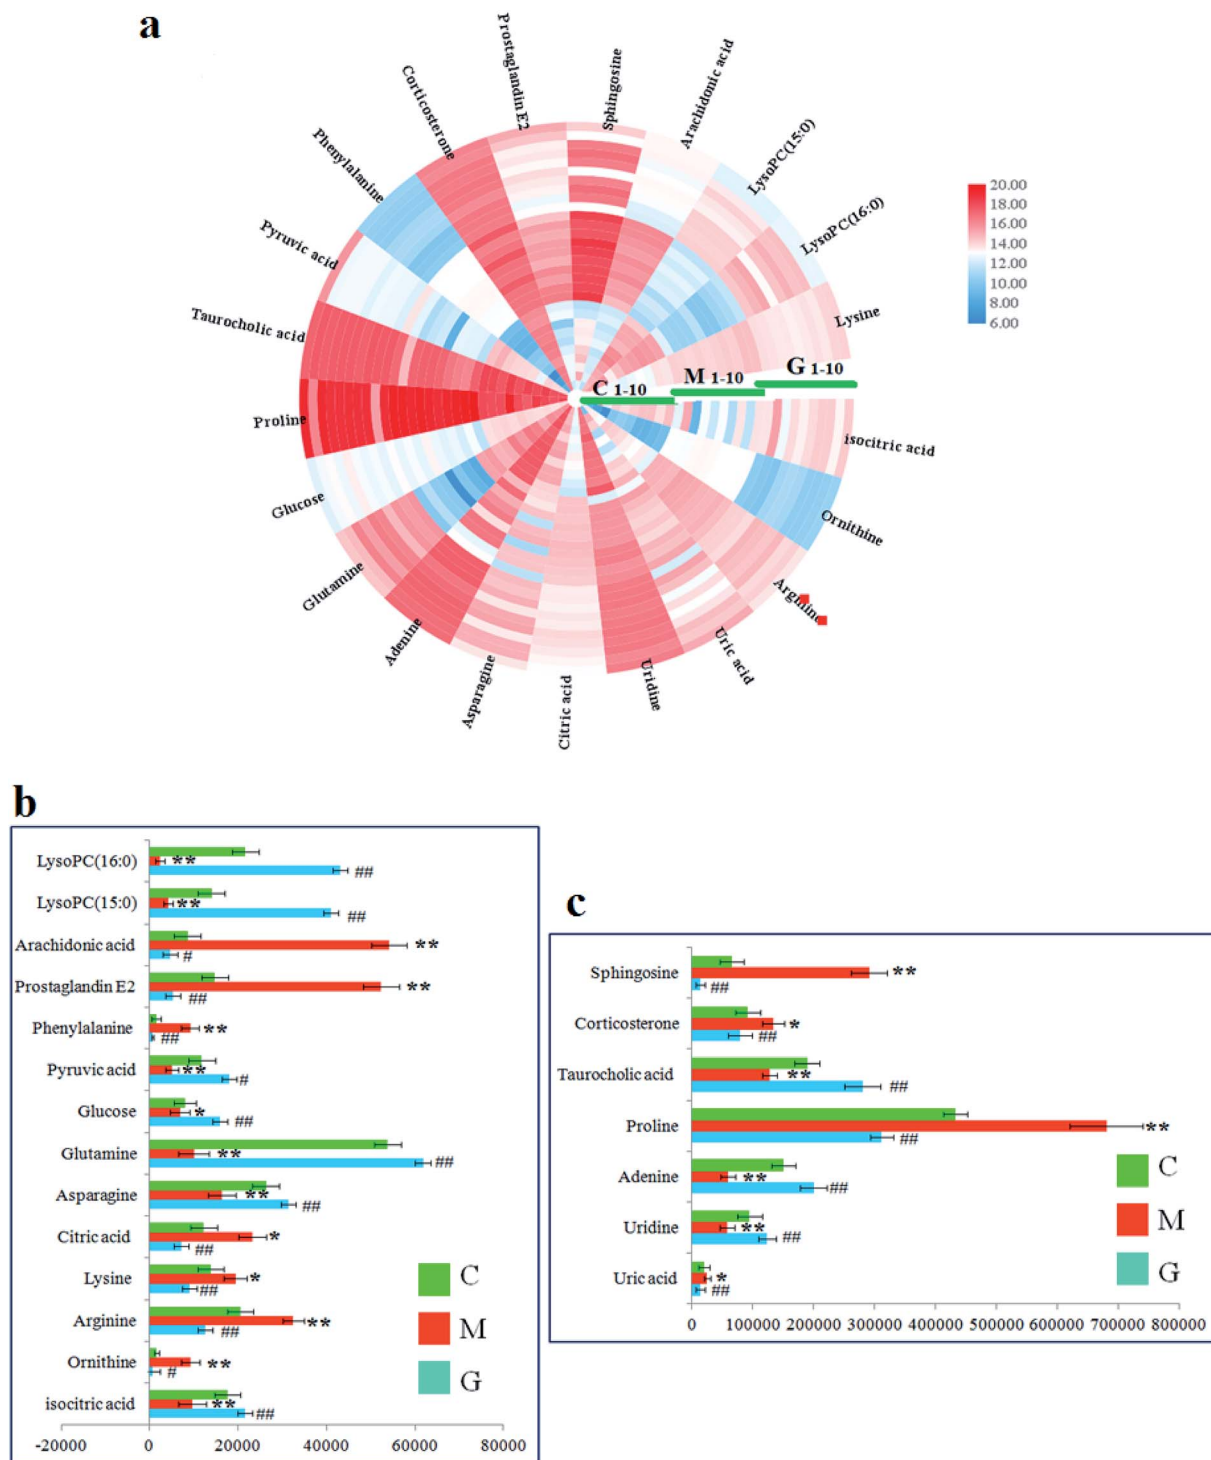 a
Prostaglandin E2
Sphingosine
Arachidonic acid
Corticosterone
LysoPC(15:0)
Phenylalanine
LysoPC(16:0)
Pyruvic acid
Lysine
Taurocholic acid
20.00
18.00
16.00
14.00
12.00
10.00
8.00
6.00
C 1-10
M 1-10
G 1-10
Proline
isocitric acid
Glucose
Ornithine
Glutamine
Arginine
Adenine
Uric acid
Asparagine
Uridine
Citric acid
b
LysoPC(16:0)
**
##
LysoPC(15:0)
**
##
Arachidonic acid
**
#
Prostaglandin E2
**
##
Phenylalanine
**
##
Pyruvic acid
**
#
Glucose
*
##
Glutamine
**
##
Asparagine
**
##
Citric acid
*
##
Lysine
*
##
Arginine
**
##
Ornithine
**
#
isocitric acid
**
##
C
M
G
-20000 0 20000 40000 60000 80000
c
Sphingosine
**
##
Corticosterone
*
##
Taurocholic acid
**
##
Proline
**
##
Adenine
**
##
Uridine
**
##
Uric acid
*
##
C
M
G
0 100000 200000 300000 400000 500000 600000 700000 800000